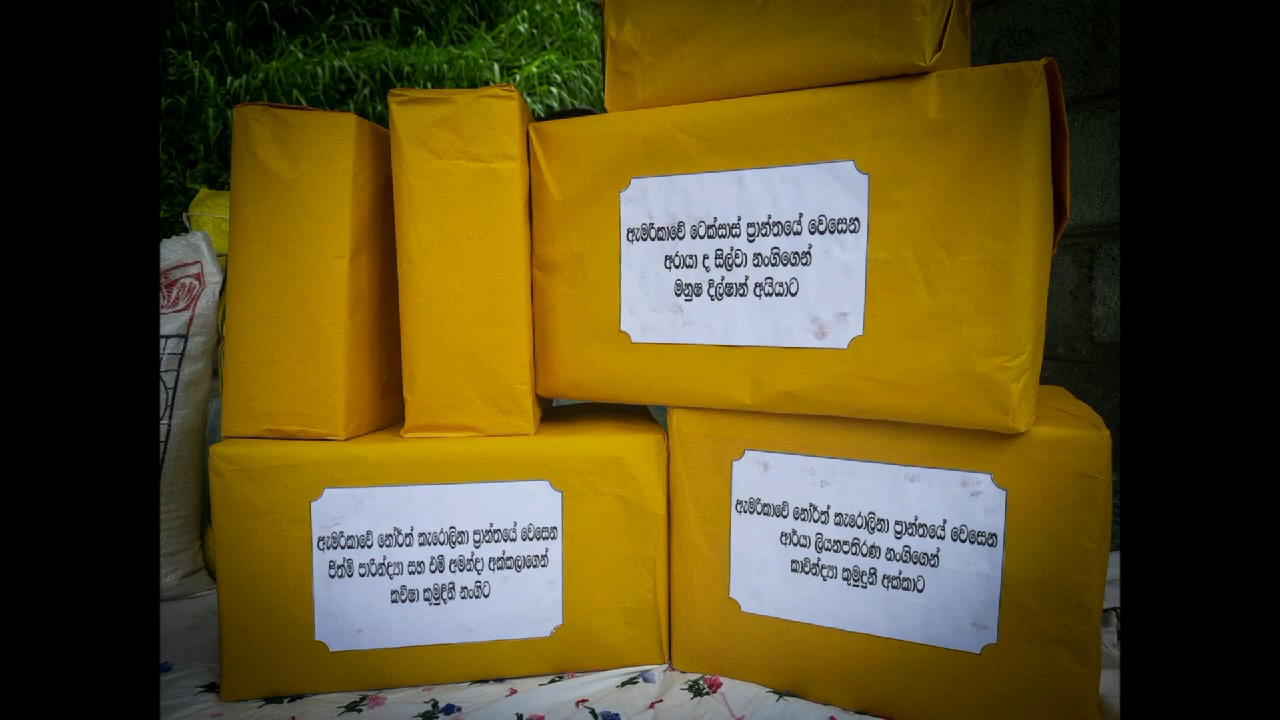 ඇමරිකාවේ ටෙක්සාස් ප්‍රාන්තයේ වෙසෙන
අරායා ද සිල්වා නංගිගෙන්
මනුෂ දිල්ෂාන් අයියාට
ඇමරිකාවේ නෝර්ත් කැරොලිනා ප්‍රාන්තයේ වෙසෙන
ජිත්මි පාරින්ද්‍යා සහ එමී අමන්දා අක්කලාගෙන්
කවිෂා කුමුදිනී නංගිට
ඇමරිකාවේ නෝර්ත් කැරොලිනා ප්‍රාන්තයේ වෙසෙන
ආර්යා ලියනපතිරණ නංගිගෙන්
කාවින්ද්‍යා කුමුදුනී අක්කාට